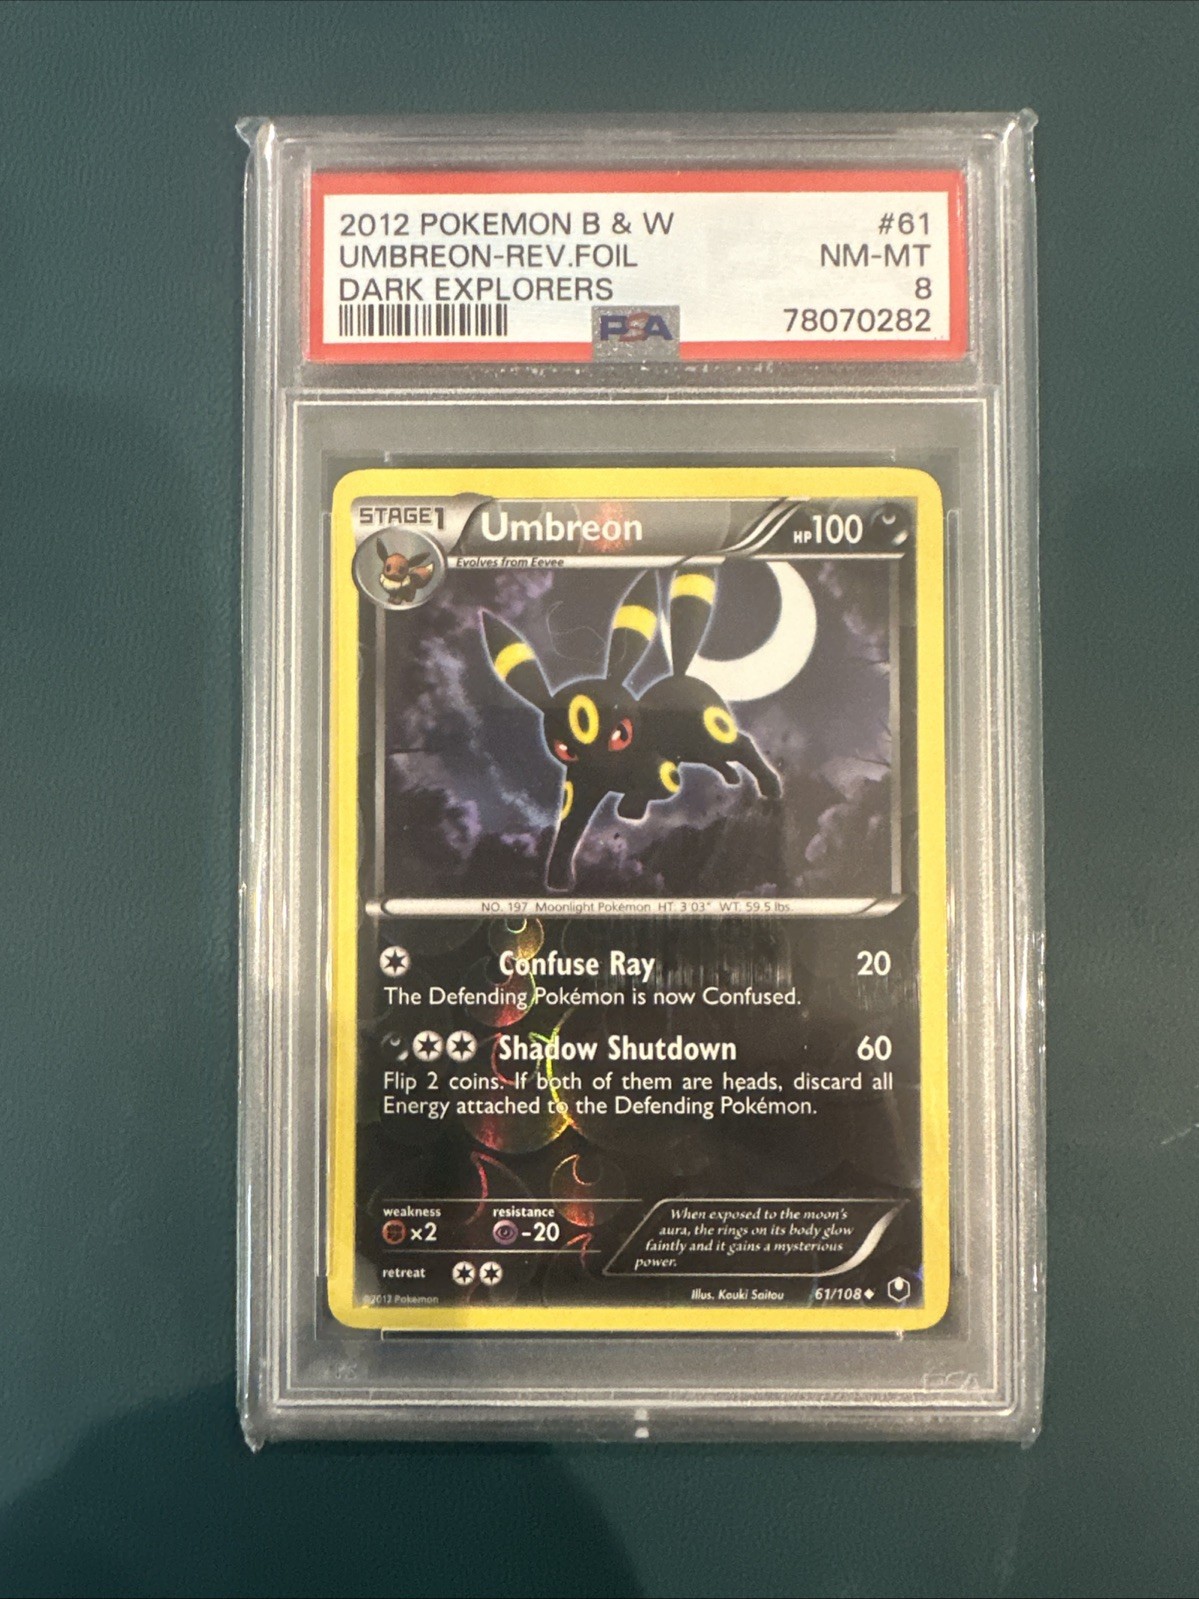 2012 POKEMON B & W #61
UMBREON-REV.FOIL NM-MT
DARK EXPLORERS 8
PSA 78070282
STAGE1 Umbreon HP100
Evolves from Eevee
NO. 197 Moonlight Pokémon HT. 3'03" WT. 59.5 lbs.
Confuse Ray 20
The Defending Pokémon is now Confused.
Shadow Shutdown 60
Flip 2 coins. If both of them are heads, discard all
Energy attached to the Defending Pokémon.
weakness resistance
x2 -20
When exposed to the moon's
aura, the rings on its body glow
faintly and it gains a mysterious
power.
retreat
©2012 Pokémon Illus. Kouki Saitou 61/108
PSA